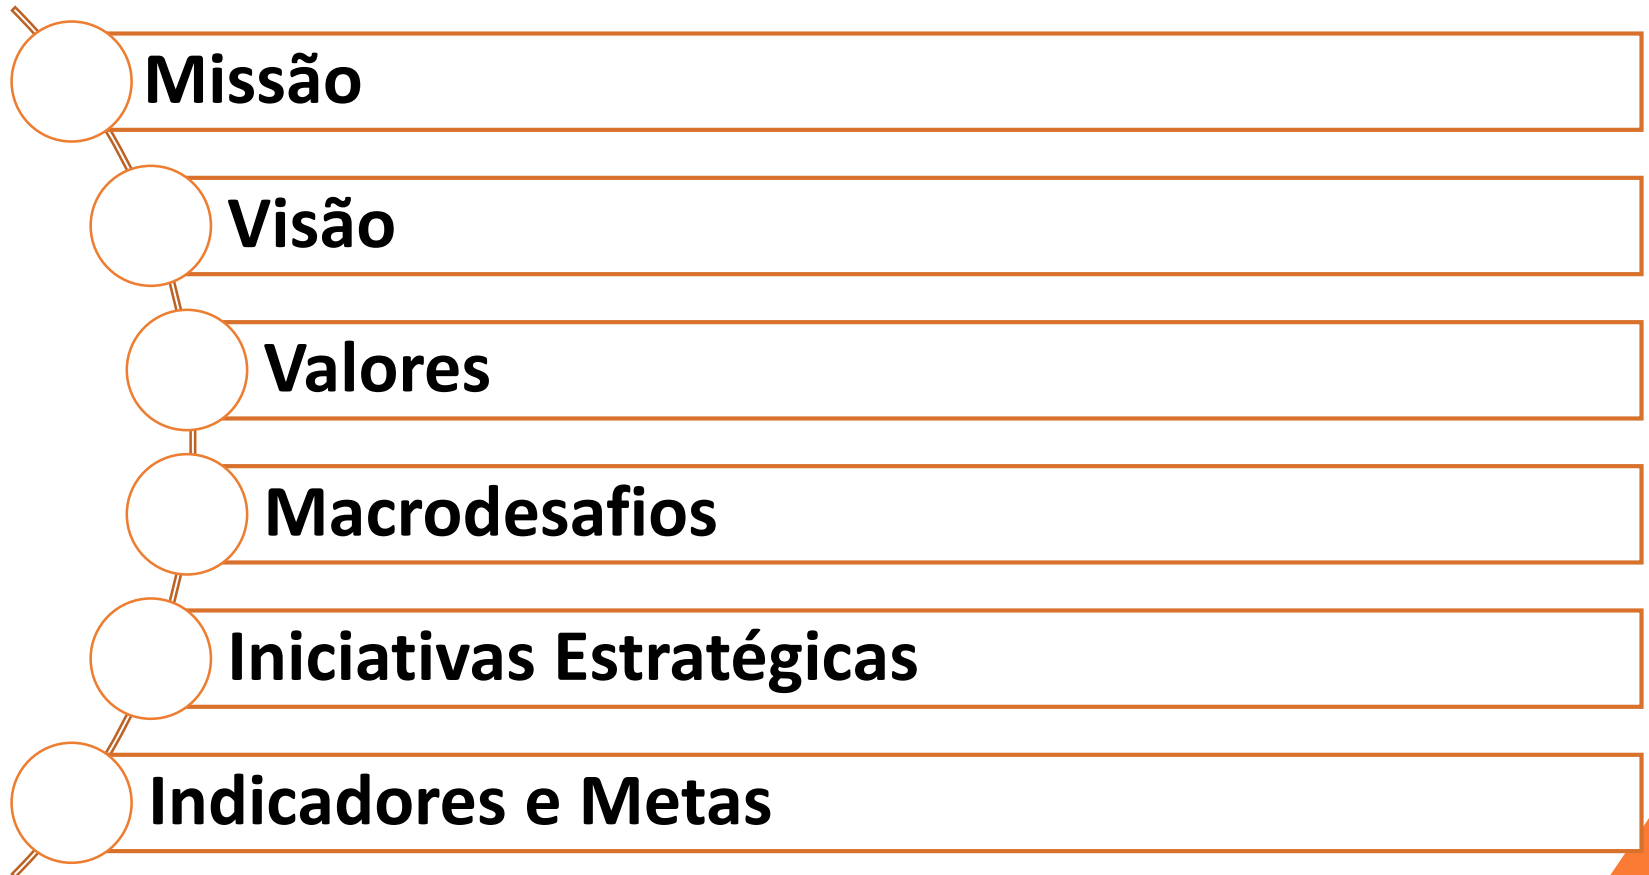 Missão
Visão
Valores
Macrodesafios
Iniciativas Estratégicas
Indicadores e Metas